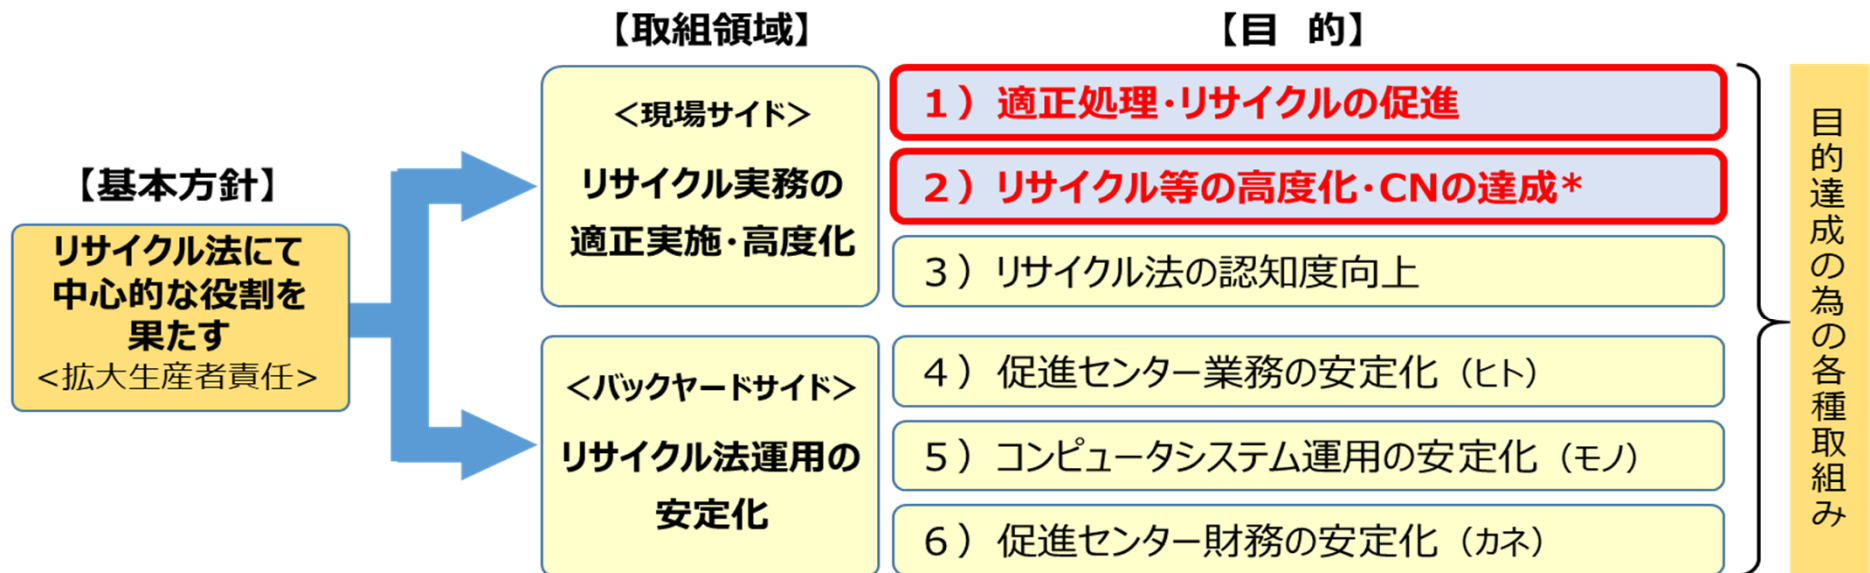 【基本方針】
リサイクル法にて
中心的な役割を
果たす
<拡大生産者責任>
【取組領域】
<現場サイド>
リサイクル実務の
適正実施･高度化
<バックヤードサイド>
リサイクル法運用の
安定化
【目 的】
１）適正処理･リサイクルの促進
２）リサイクル等の高度化･CNの達成*
３）リサイクル法の認知度向上
４）促進センター業務の安定化（ヒト）
５）コンピュータシステム運用の安定化（モノ）
６）促進センター財務の安定化（カネ）
目的達成の為の各種取組み